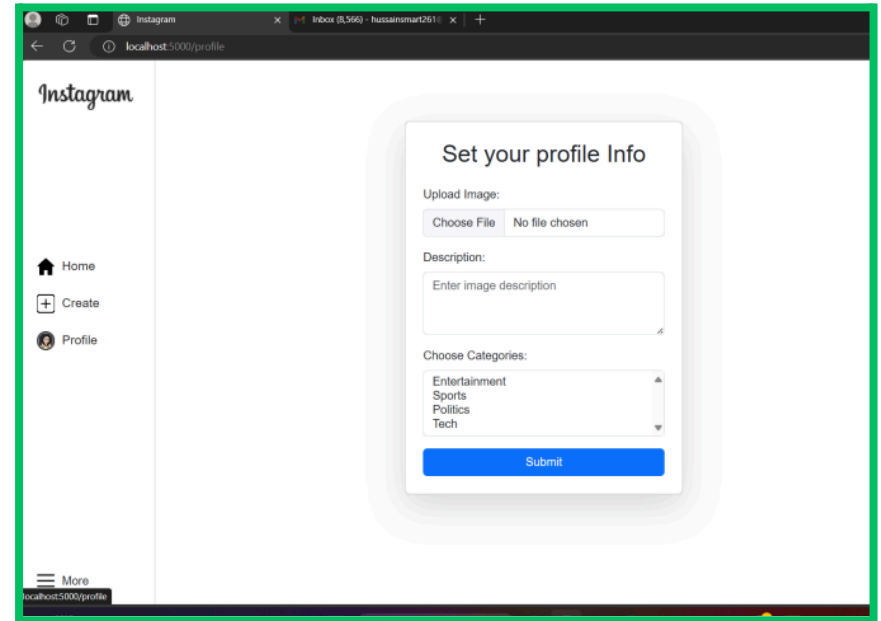 Instagram
Inbox (8,566) - hussainsmart261@
localhost:5000/profile
Instagram
Home
Create
Profile
More
Set your profile Info
Upload Image:
Choose File No file chosen
Description:
Enter image description
Choose Categories:
Entertainment
Sports
Politics
Tech
Submit
localhost:5000/profile